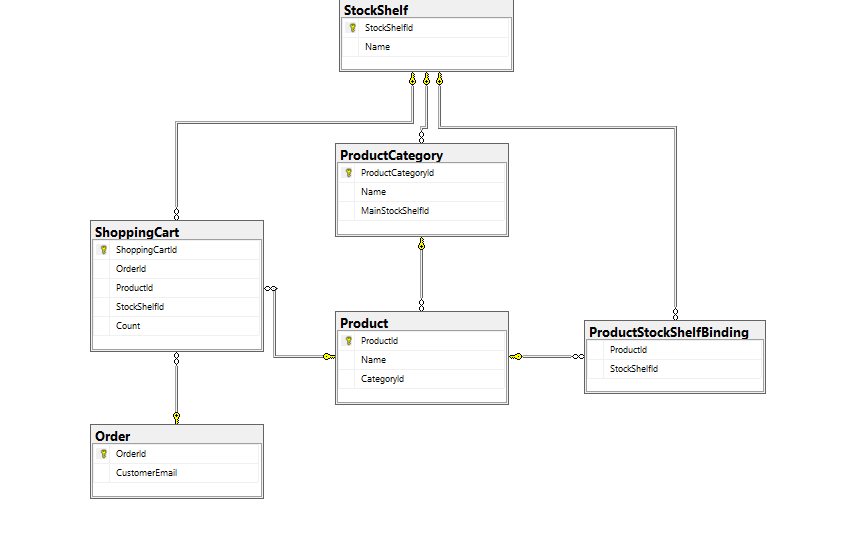 StockShelf
StockShelfId
Name
ProductCategory
ProductCategoryId
Name
MainStockShelfId
ShoppingCart
ShoppingCartId
OrderId
ProductId
StockShelfId
Count
Product
ProductId
Name
CategoryId
ProductStockShelfBinding
ProductId
StockShelfId
Order
OrderId
CustomerEmail